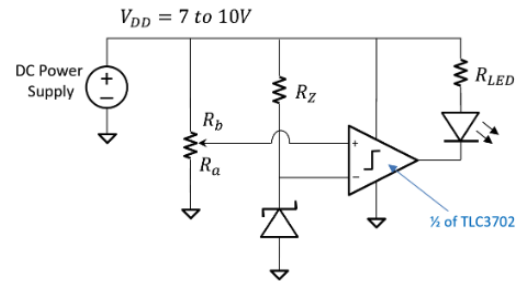 V_DD = 7 to 10V
DC Power
Supply
+
R_b
R_a
R_Z
R_LED
+
−
½ of TLC3702